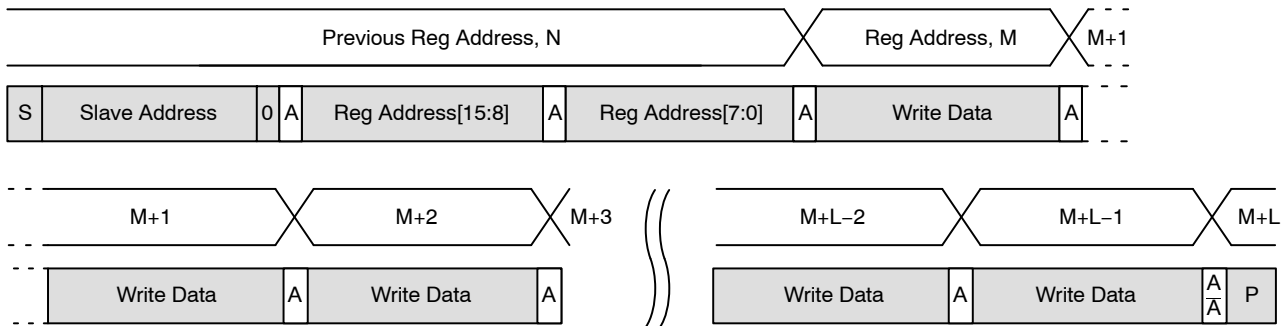 Previous Reg Address, N Reg Address, M M+1
S Slave Address 0 A Reg Address[15:8] A Reg Address[7:0] A Write Data A
M+1 M+2 M+3 M+L−2 M+L−1 M+L
Write Data A Write Data A Write Data A Write Data A P
A̅